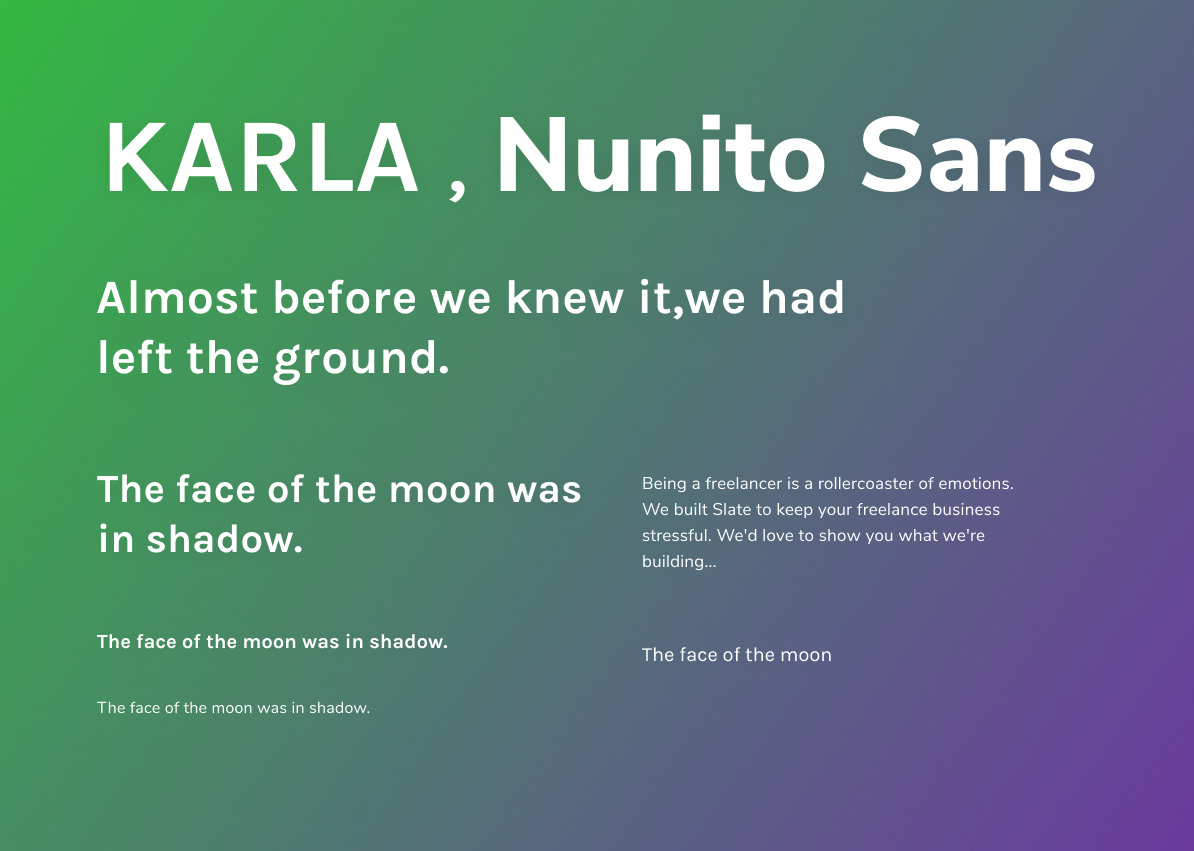 KARLA , Nunito Sans
Almost before we knew it,we had
left the ground.
The face of the moon was
in shadow.
Being a freelancer is a rollercoaster of emotions.
We built Slate to keep your freelance business
stressful. We'd love to show you what we're
building...
The face of the moon was in shadow.
The face of the moon
The face of the moon was in shadow.